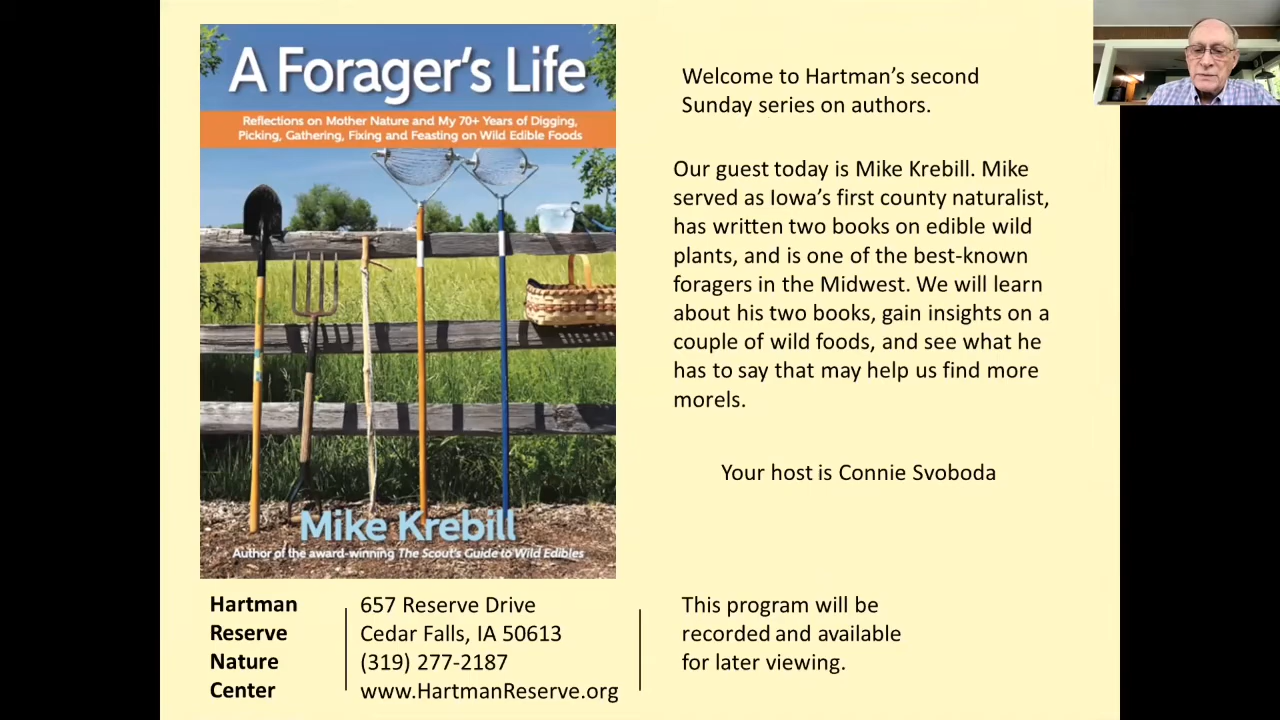 A Forager's Life
Reflections on Mother Nature and My 70+ Years of Digging,
Picking, Gathering, Fixing and Feasting on Wild Edible Foods
Mike Krebill
Author of the award-winning The Scout's Guide to Wild Edibles
Welcome to Hartman's second
Sunday series on authors.
Our guest today is Mike Krebill. Mike
served as Iowa's first county naturalist,
has written two books on edible wild
plants, and is one of the best-known
foragers in the Midwest. We will learn
about his two books, gain insights on a
couple of wild foods, and see what he
has to say that may help us find more
morels.
Your host is Connie Svoboda
Hartman
Reserve
Nature
Center
657 Reserve Drive
Cedar Falls, IA 50613
(319) 277-2187
www.HartmanReserve.org
This program will be
recorded and available
for later viewing.